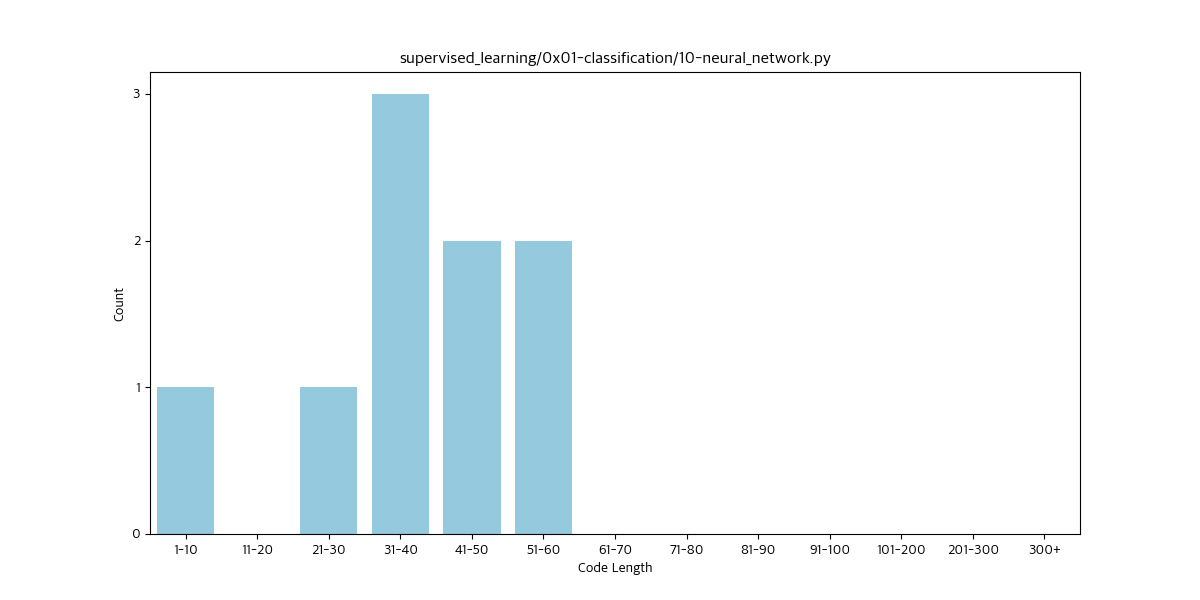 supervised_learning/0x01-classification/10-neural_network.py
3
2
1
0
Count
1-10 11-20 21-30 31-40 41-50 51-60 61-70 71-80 81-90 91-100 101-200 201-300 300+
Code Length